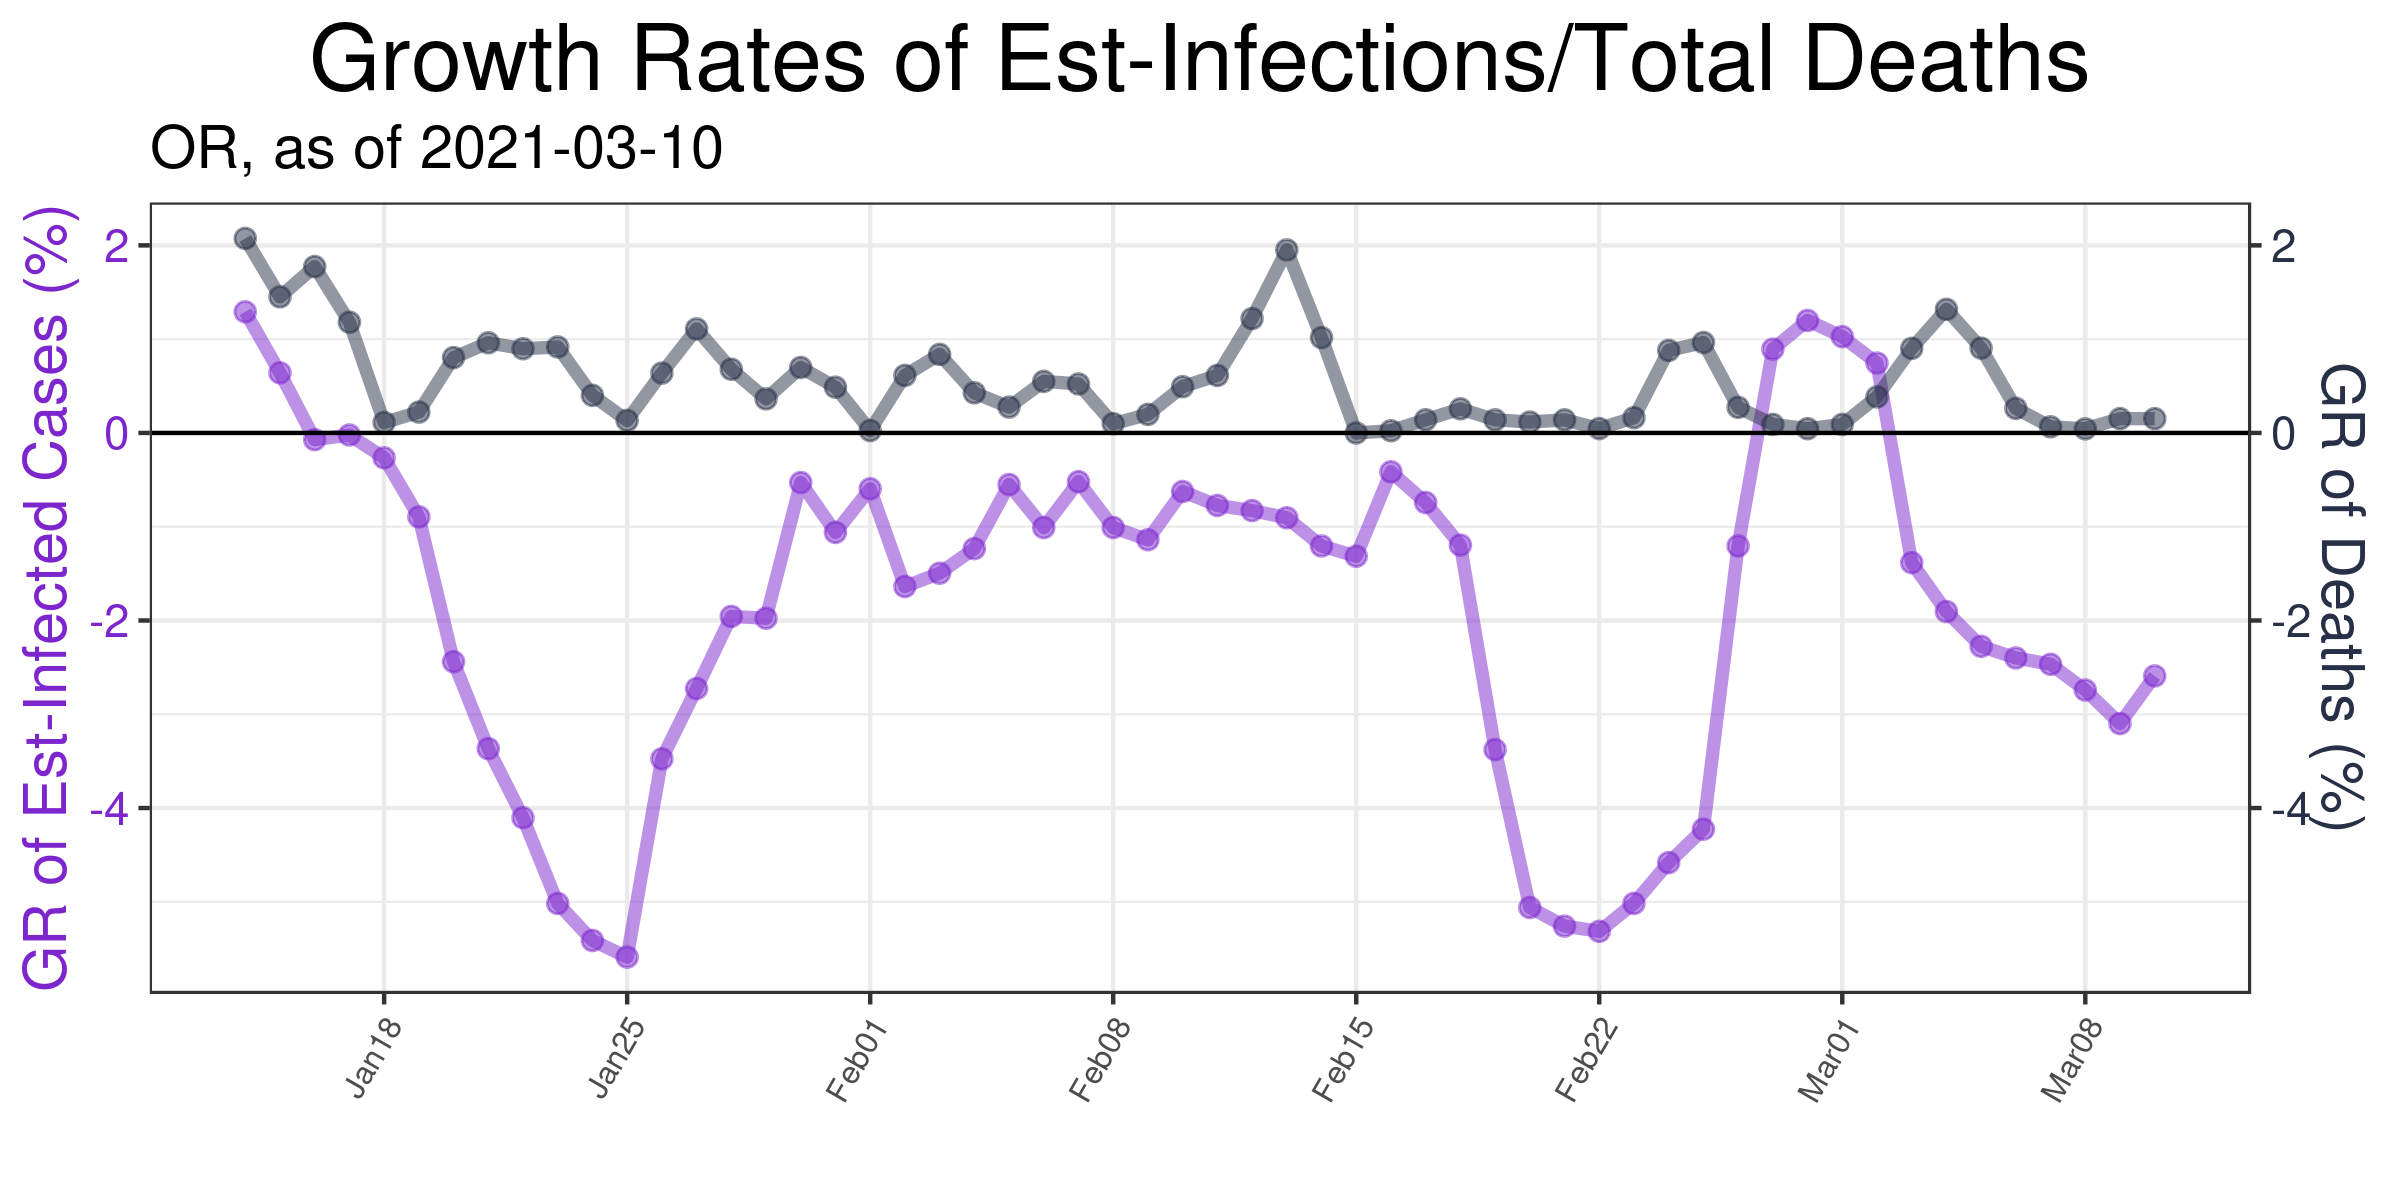 Growth Rates of Est-Infections/Total Deaths
OR, as of 2021-03-10
GR of Est-Infected Cases (%)
2
0
-2
-4
2
0
-2
-4
GR of Deaths (%)
Jan18
Jan25
Feb01
Feb08
Feb15
Feb22
Mar01
Mar08